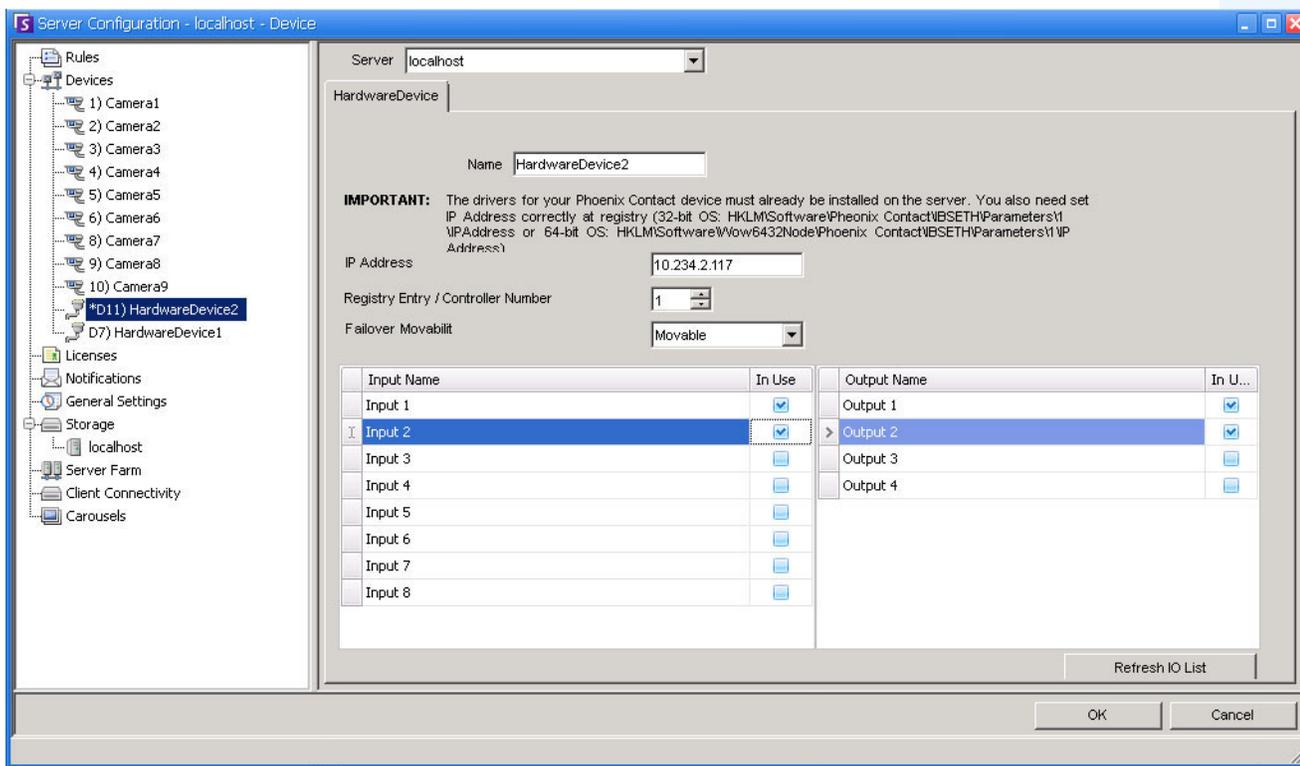 Server Configuration - localhost - Device
Rules
Devices
1) Camera1
2) Camera2
3) Camera3
4) Camera4
5) Camera5
6) Camera6
8) Camera7
9) Camera8
10) Camera9
*D11) HardwareDevice2
D7) HardwareDevice1
Licenses
Notifications
General Settings
Storage
localhost
Server Farm
Client Connectivity
Carousels
Server localhost
HardwareDevice
Name HardwareDevice2
IMPORTANT: The drivers for your Phoenix Contact device must already be installed on the server. You also need set
IP Address correctly at registry (32-bit OS: HKLM\Software\Pheonix Contact\IBSETH\Parameters\1
\IPAddress or 64-bit OS: HKLM\Software\Wow6432Node\Phoenix Contact\IBSETH\Parameters\1\IP
Address)
IP Address 10.234.2.117
Registry Entry / Controller Number 1
Failover Movabilit Movable
Input Name In Use Output Name In U...
Input 1 Output 1
Input 2 > Output 2
Input 3 Output 3
Input 4 Output 4
Input 5
Input 6
Input 7
Input 8
Refresh IO List
OK Cancel